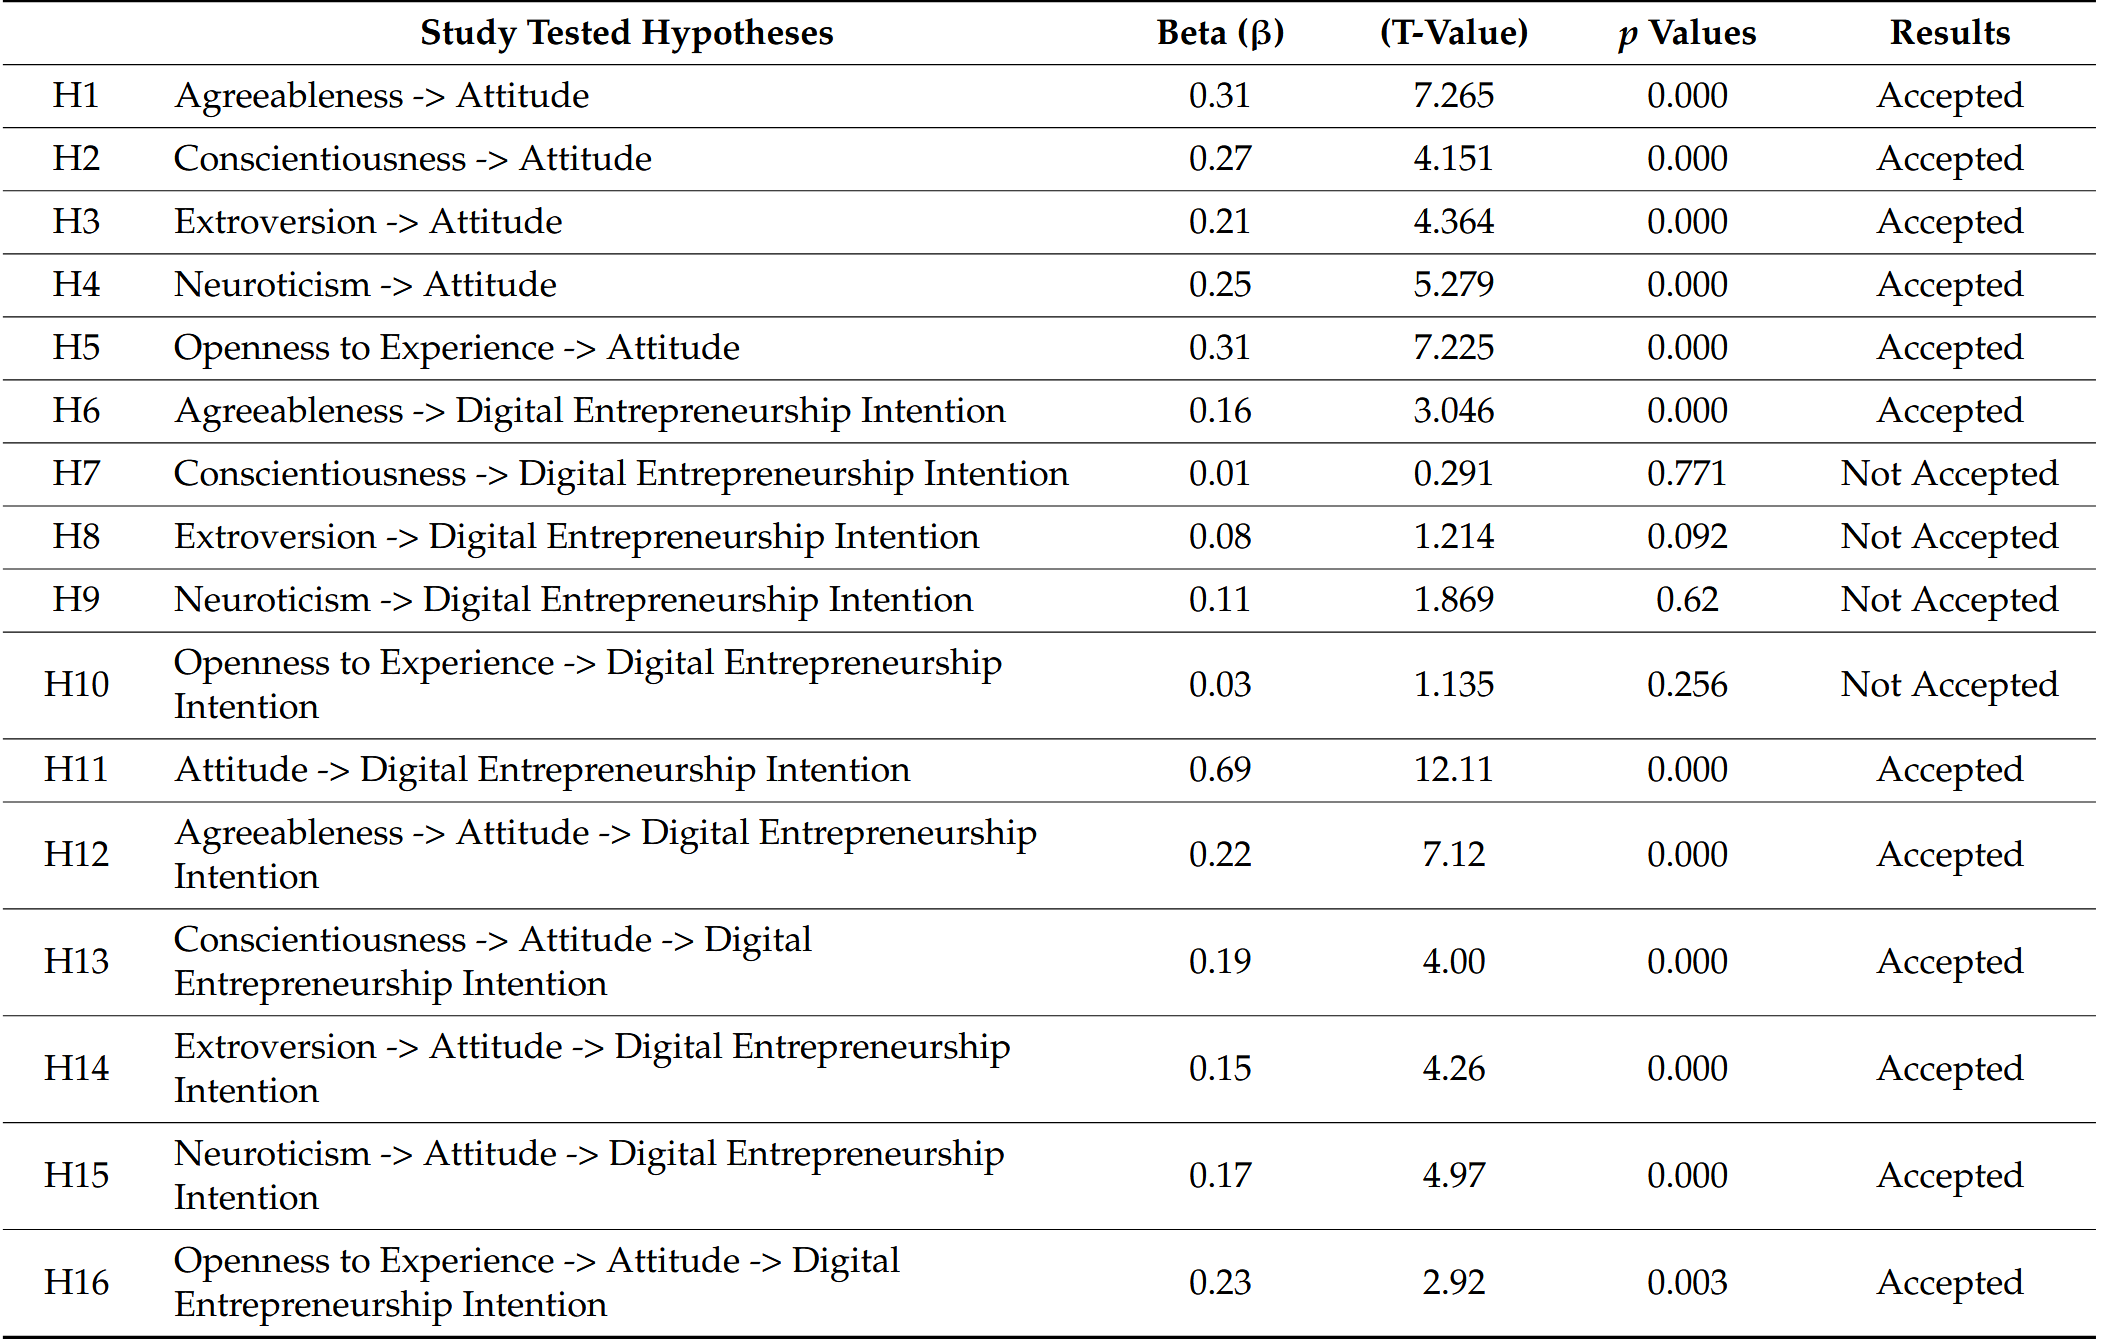 Study Tested Hypotheses Beta (β) (T-Value) p Values Results
H1 Agreeableness -> Attitude 0.31 7.265 0.000 Accepted
H2 Conscientiousness -> Attitude 0.27 4.151 0.000 Accepted
H3 Extroversion -> Attitude 0.21 4.364 0.000 Accepted
H4 Neuroticism -> Attitude 0.25 5.279 0.000 Accepted
H5 Openness to Experience -> Attitude 0.31 7.225 0.000 Accepted
H6 Agreeableness -> Digital Entrepreneurship Intention 0.16 3.046 0.000 Accepted
H7 Conscientiousness -> Digital Entrepreneurship Intention 0.01 0.291 0.771 Not Accepted
H8 Extroversion -> Digital Entrepreneurship Intention 0.08 1.214 0.092 Not Accepted
H9 Neuroticism -> Digital Entrepreneurship Intention 0.11 1.869 0.62 Not Accepted
H10 Openness to Experience -> Digital Entrepreneurship
Intention 0.03 1.135 0.256 Not Accepted
H11 Attitude -> Digital Entrepreneurship Intention 0.69 12.11 0.000 Accepted
H12 Agreeableness -> Attitude -> Digital Entrepreneurship
Intention 0.22 7.12 0.000 Accepted
H13 Conscientiousness -> Attitude -> Digital
Entrepreneurship Intention 0.19 4.00 0.000 Accepted
H14 Extroversion -> Attitude -> Digital Entrepreneurship
Intention 0.15 4.26 0.000 Accepted
H15 Neuroticism -> Attitude -> Digital Entrepreneurship
Intention 0.17 4.97 0.000 Accepted
H16 Openness to Experience -> Attitude -> Digital
Entrepreneurship Intention 0.23 2.92 0.003 Accepted